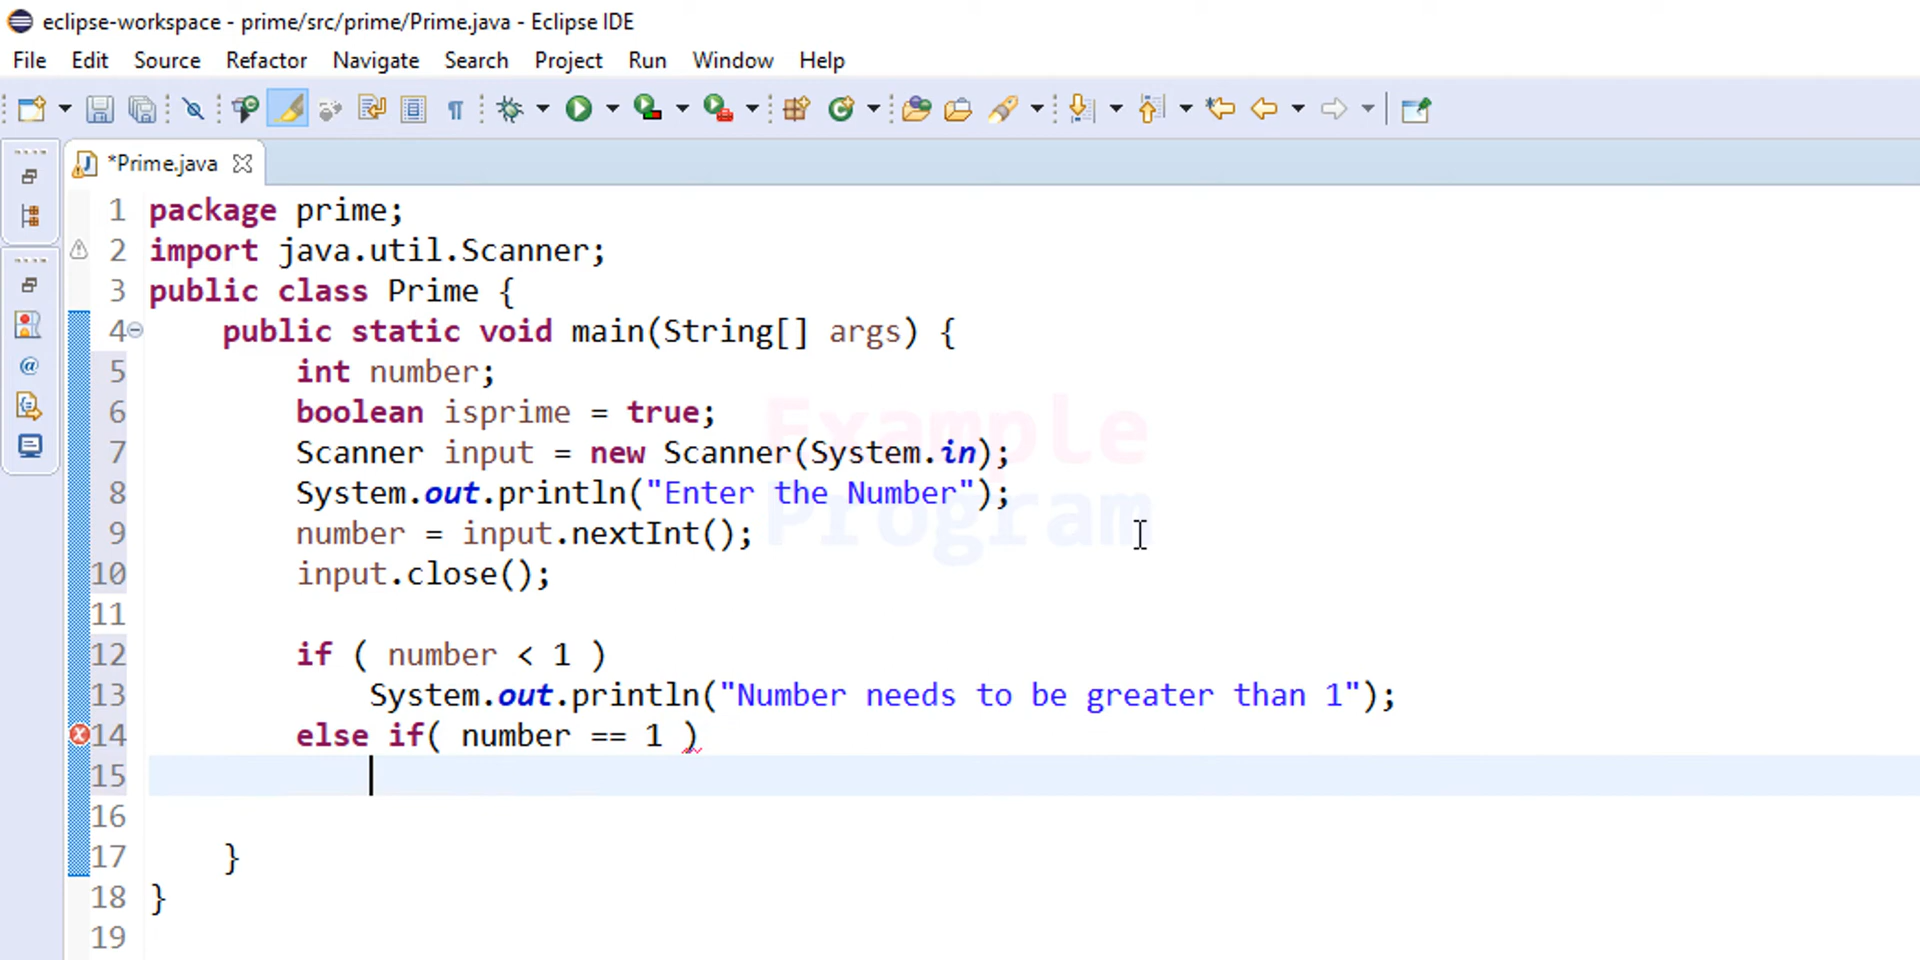 eclipse-workspace - prime/src/prime/Prime.java - Eclipse IDE
File Edit Source Refactor Navigate Search Project Run Window Help
*Prime.java
1 package prime;
2 import java.util.Scanner;
3 public class Prime {
4 public static void main(String[] args) {
5 int number;
6 boolean isprime = true;
7 Scanner input = new Scanner(System.in);
8 System.out.println("Enter the Number");
9 number = input.nextInt();
10 input.close();
11
12 if ( number < 1 )
13 System.out.println("Number needs to be greater than 1");
14 else if( number == 1 )
15
16
17 }
18 }
19
Example
Program